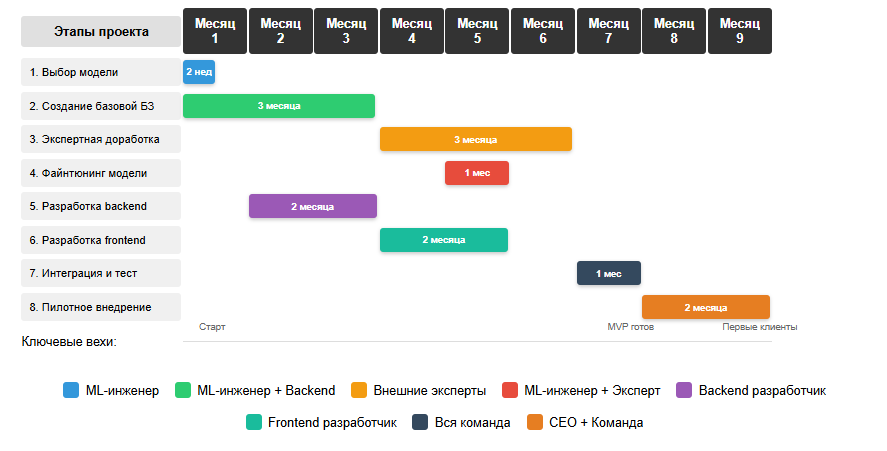 Этапы проекта
Месяц 1
Месяц 2
Месяц 3
Месяц 4
Месяц 5
Месяц 6
Месяц 7
Месяц 8
Месяц 9
1. Выбор модели
2 нед
2. Создание базовой БЗ
3 месяца
3. Экспертная доработка
3 месяца
4. Файнтюнинг модели
1 мес
5. Разработка backend
2 месяца
6. Разработка frontend
2 месяца
7. Интеграция и тест
1 мес
8. Пилотное внедрение
2 месяца
Старт
MVP готов
Первые клиенты
Ключевые вехи:
ML-инженер
ML-инженер + Backend
Внешние эксперты
ML-инженер + Эксперт
Backend разработчик
Frontend разработчик
Вся команда
CEO + Команда